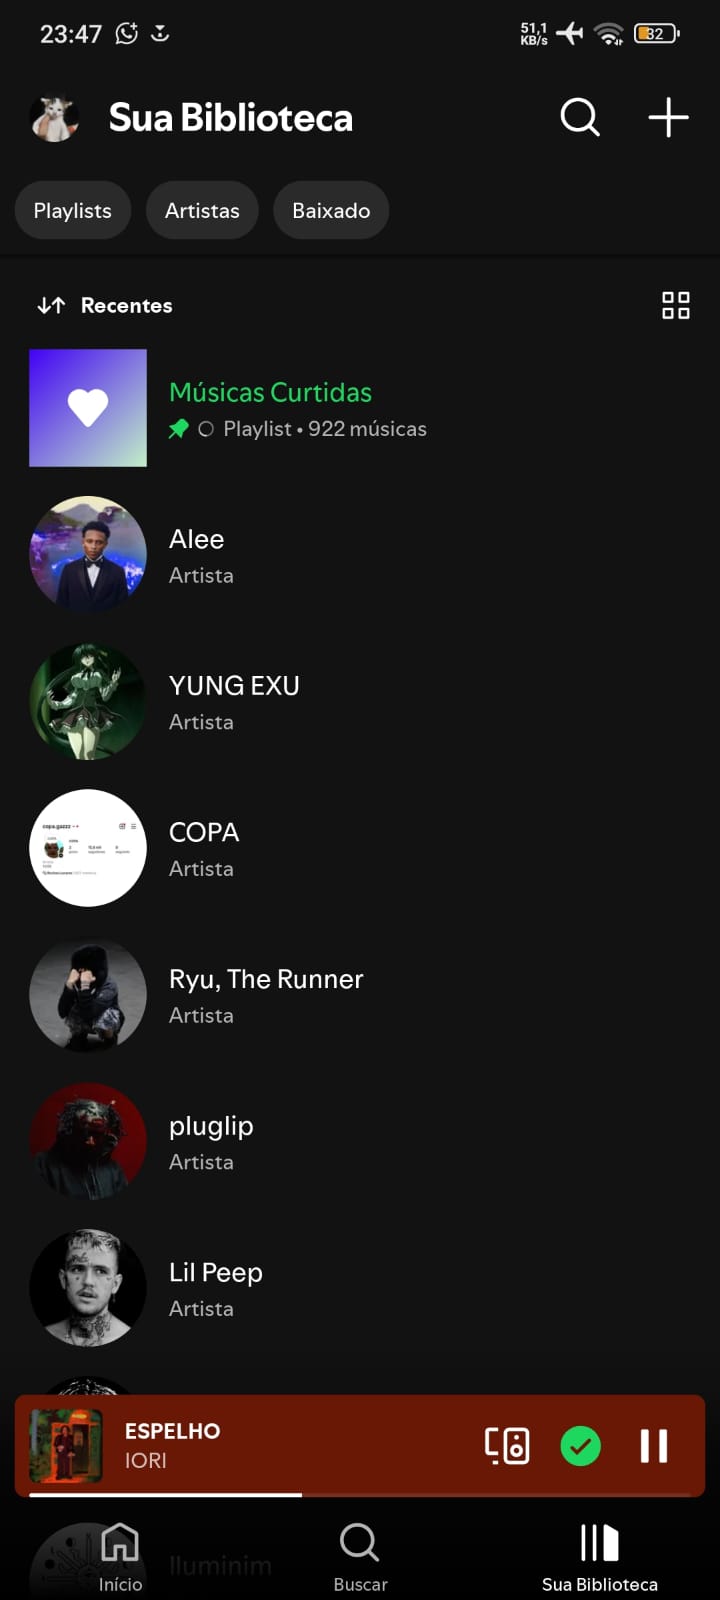 23:47
51,1
KB/s
32
Sua Biblioteca
Playlists
Artistas
Baixado
Recentes
Músicas Curtidas
Playlist • 922 músicas
Alee
Artista
YUNG EXU
Artista
COPA
Artista
Ryu, The Runner
Artista
pluglip
Artista
Lil Peep
Artista
ESPELHO
IORI
Iluminim
Início
Buscar
Sua Biblioteca